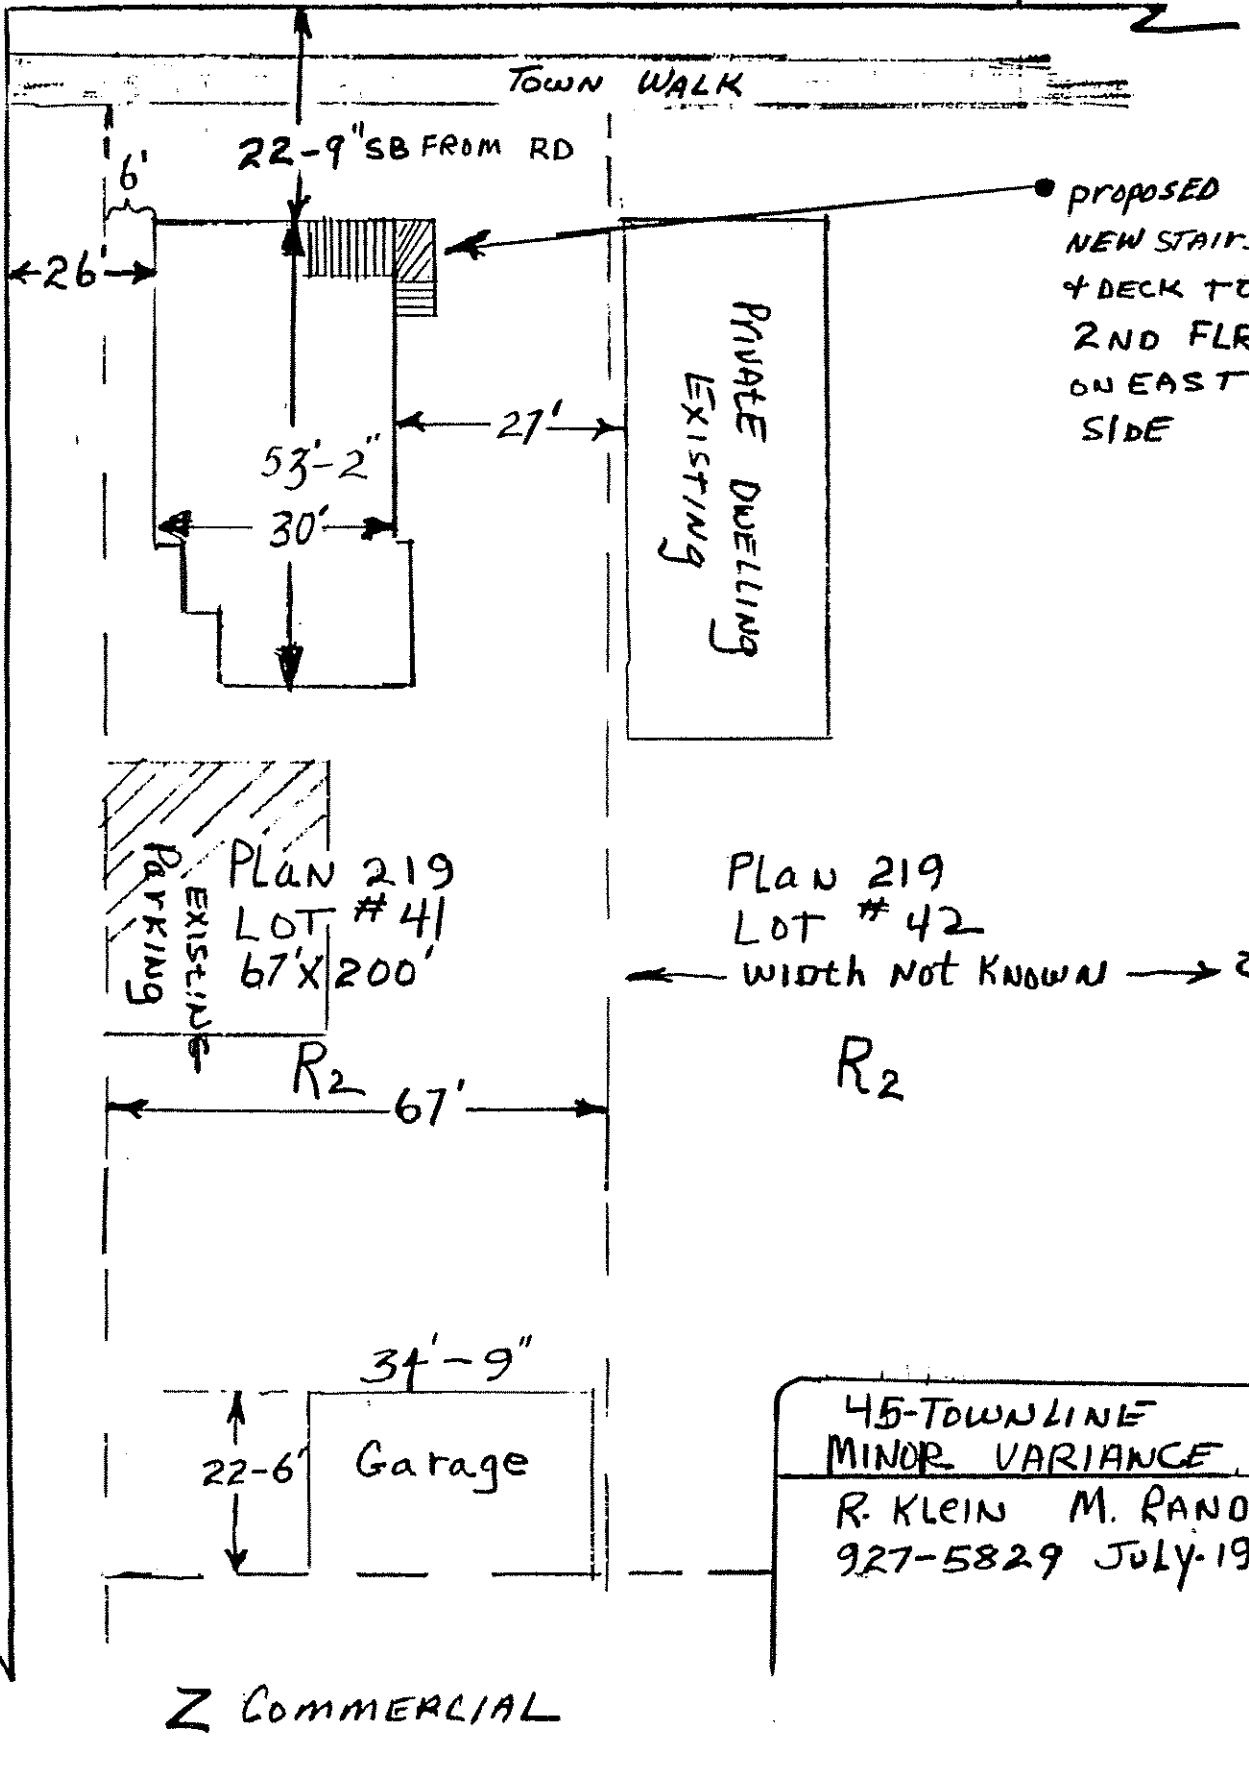 TOWN WALK
22-9" SB FROM RD
6'
26'
proposed
NEW STAIRS
& DECK TO
2ND FLR
ON EAST
SIDE
27'
53'-2"
30'
PRIVATE DWELLING
EXISTING
PLAN 219
LOT #41
67'X200'
EXISTING
PARKING
PLAN 219
LOT # 42
WIDTH NOT KNOWN
R2
R2
67'
34'-9"
22-6'
Garage
45-TOWNLINE
MINOR VARIANCE
R. KLEIN M. RAND
927-5829 JULY-19
Z COMMERCIAL